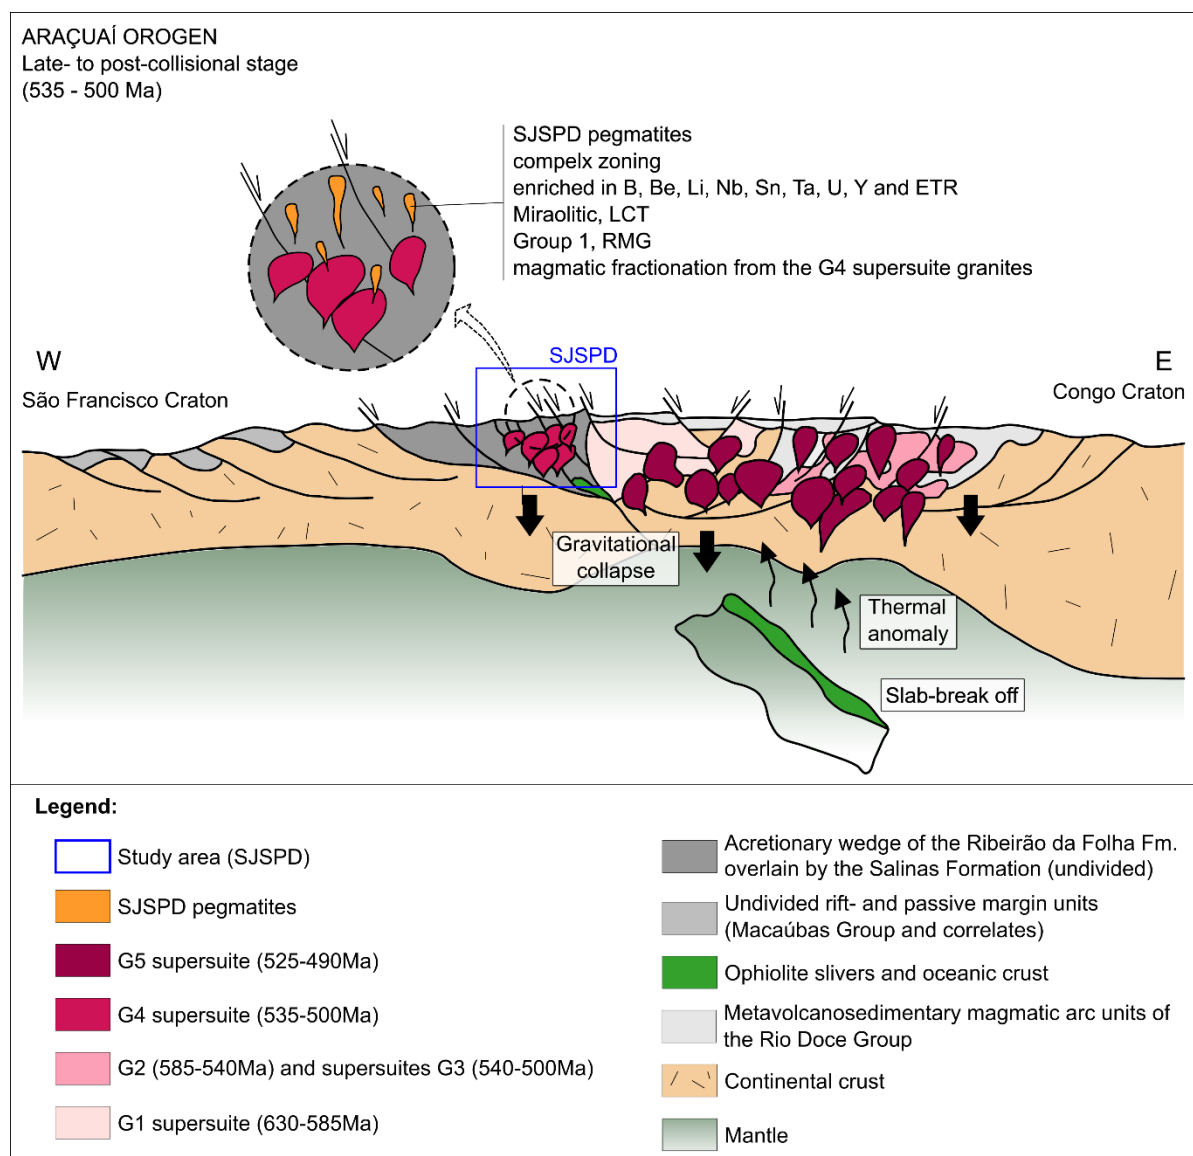 ARAÇUAÍ OROGEN
Late- to post-collisional stage
(535 - 500 Ma)
SJSPD pegmatites
compelx zoning
enriched in B, Be, Li, Nb, Sn, Ta, U, Y and ETR
Miraolitic, LCT
Group 1, RMG
magmatic fractionation from the G4 supersuite granites
W
São Francisco Craton
SJSPD
E
Congo Craton
Gravitational
collapse
Thermal
anomaly
Slab-break off
Legend:
Study area (SJSPD)
SJSPD pegmatites
G5 supersuite (525-490Ma)
G4 supersuite (535-500Ma)
G2 (585-540Ma) and supersuites G3 (540-500Ma)
G1 supersuite (630-585Ma)
Acretionary wedge of the Ribeirão da Folha Fm.
overlain by the Salinas Formation (undivided)
Undivided rift- and passive margin units
(Macaúbas Group and correlates)
Ophiolite slivers and oceanic crust
Metavolcanosedimentary magmatic arc units of
the Rio Doce Group
Continental crust
Mantle